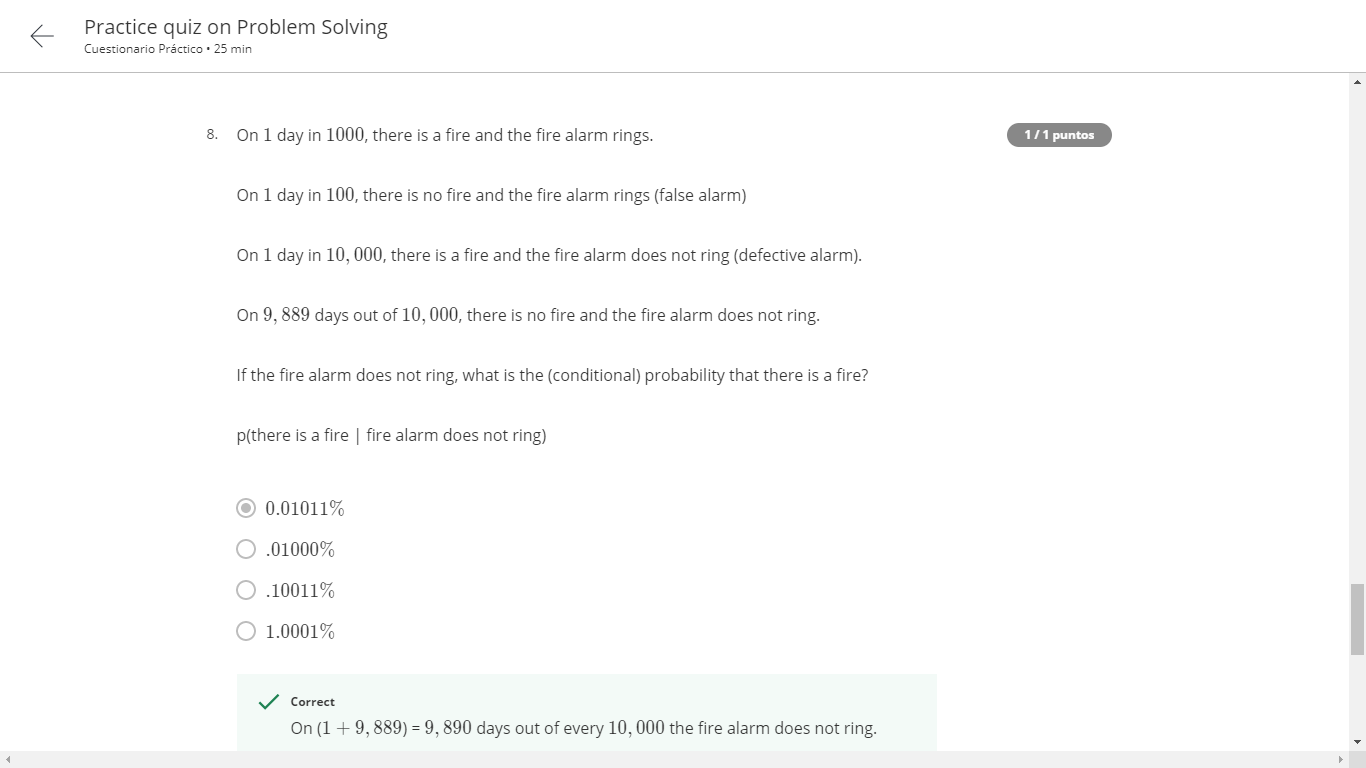 Practice quiz on Problem Solving
Cuestionario Práctico • 25 min
8. On 1 day in 1000, there is a fire and the fire alarm rings.
1 / 1 puntos
On 1 day in 100, there is no fire and the fire alarm rings (false alarm)
On 1 day in 10, 000, there is a fire and the fire alarm does not ring (defective alarm).
On 9, 889 days out of 10, 000, there is no fire and the fire alarm does not ring.
If the fire alarm does not ring, what is the (conditional) probability that there is a fire?
p(there is a fire | fire alarm does not ring)
0.01011%
.01000%
.10011%
1.0001%
Correct
On (1 + 9, 889) = 9, 890 days out of every 10, 000 the fire alarm does not ring.